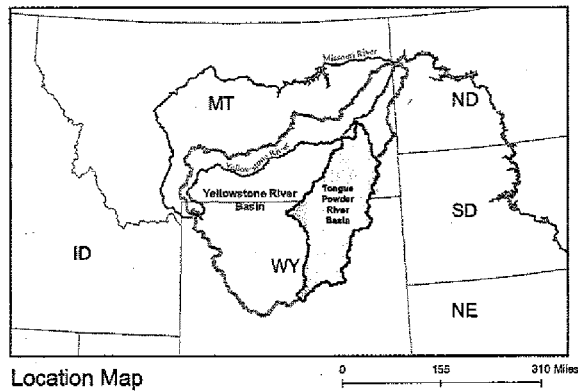 Missouri River
MT
ND
Yellowstone River
Yellowstone River
Basin
Tongue
Powder
River
Basin
SD
ID
WY
NE
Location Map
0 155 310 Miles